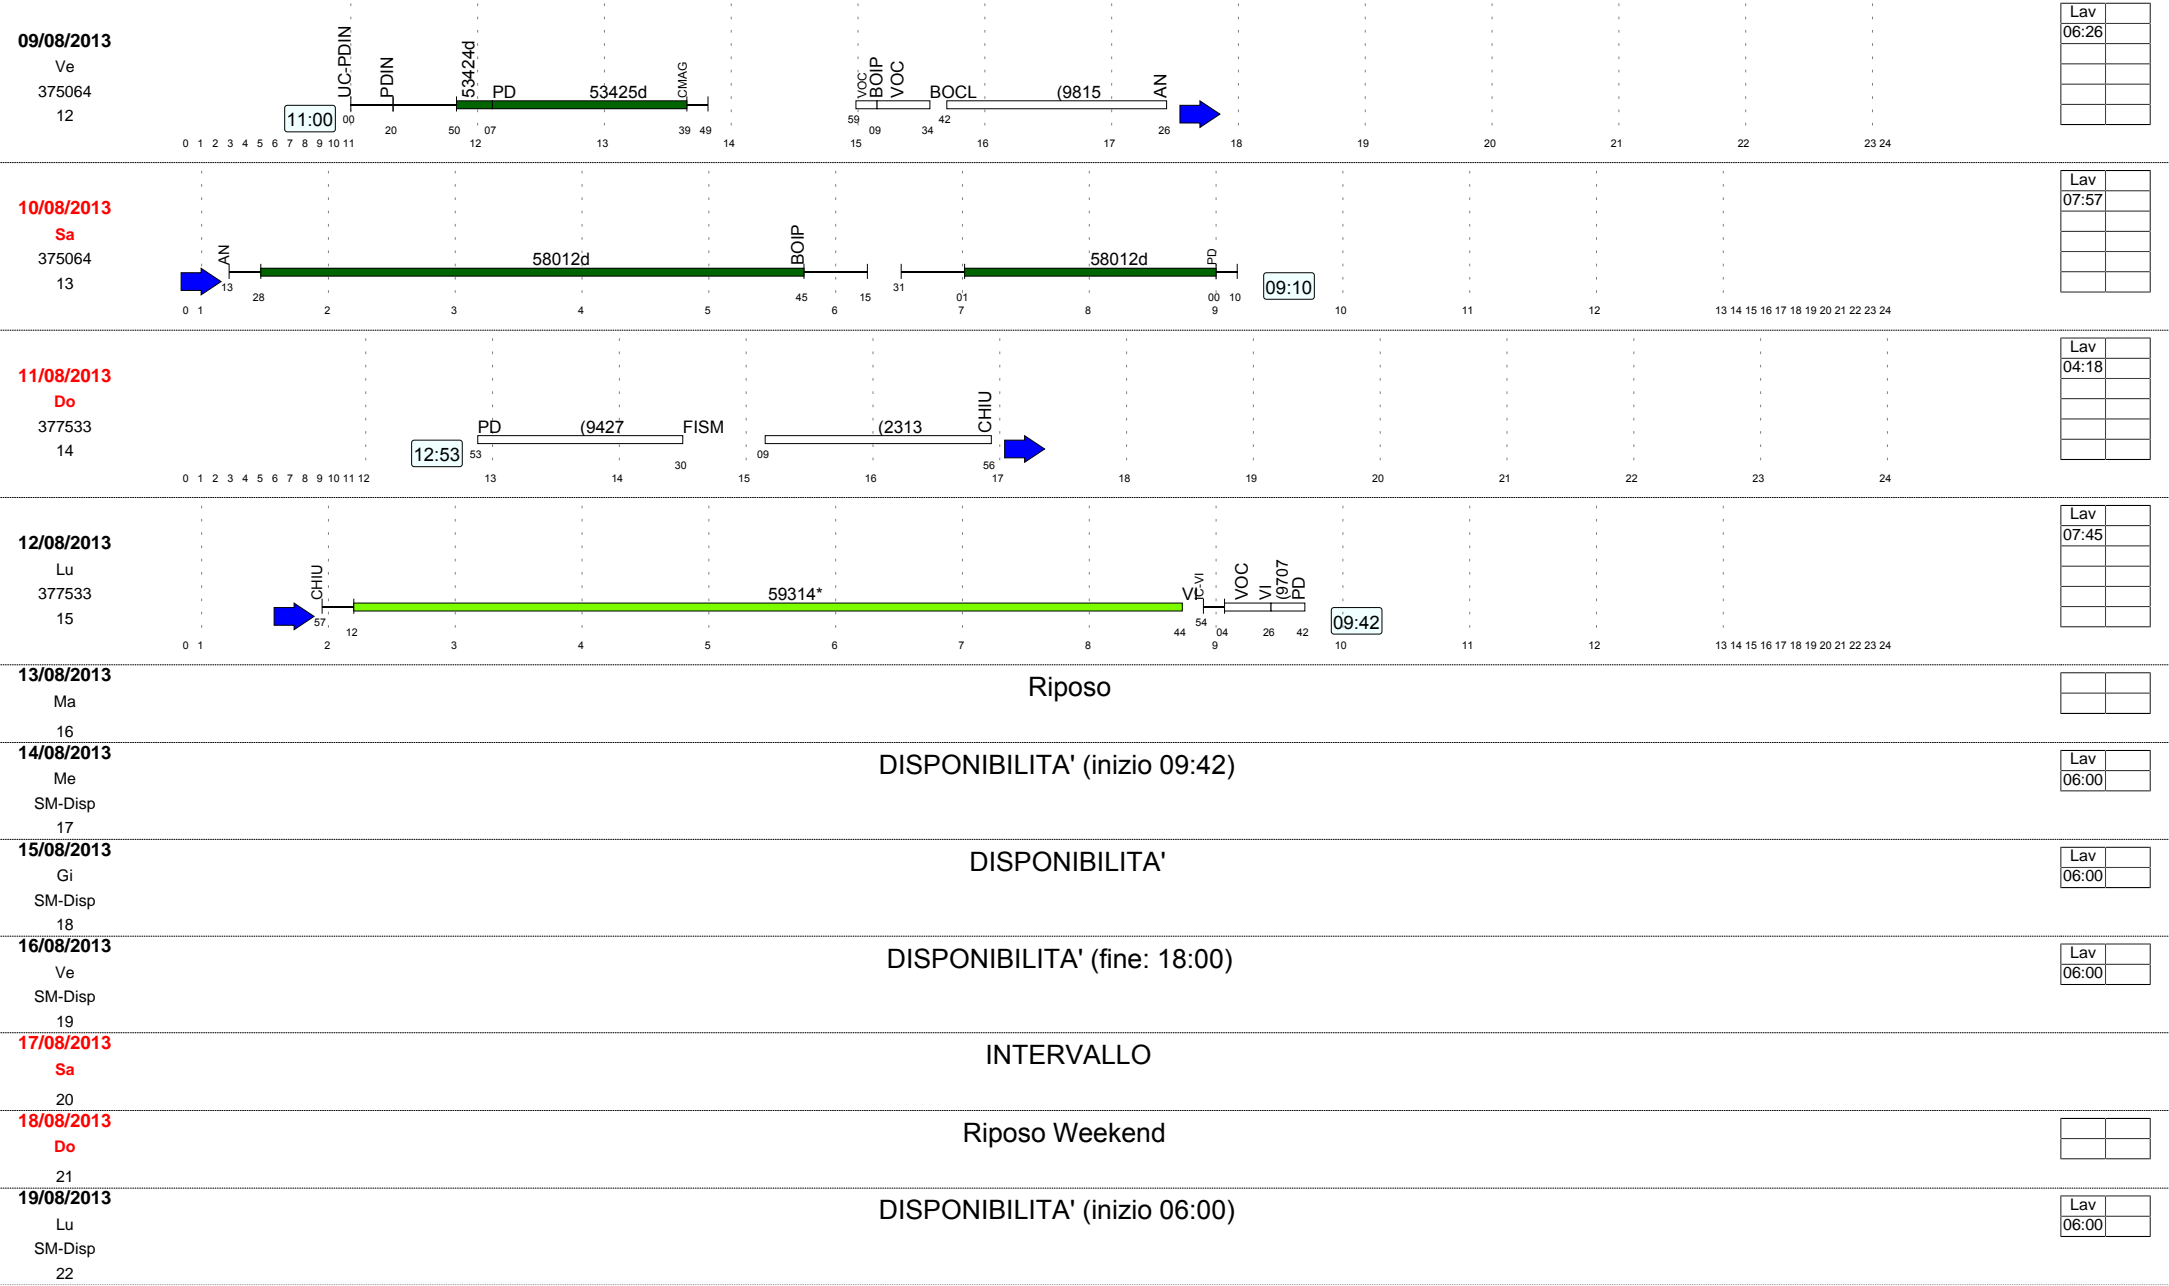 09/08/2013
Ve
375064
12
11:00
UC-PDIN
PDIN
53424d
PD
53425d
CMAG
VOC
BOIP
VOC
BOCL
(9815
AN
00 20 50 07 39 49 59 09 34 42 26
0 1 2 3 4 5 6 7 8 9 10 11 12 13 14 15 16 17 18 19 20 21 22 23 24
Lav
06:26
10/08/2013
Sa
375064
13
AN
58012d
BOIP
58012d
PD
09:10
13 28 45 15 31 01 00 10
0 1 2 3 4 5 6 7 8 9 10 11 12 13 14 15 16 17 18 19 20 21 22 23 24
Lav
07:57
11/08/2013
Do
377533
14
12:53
PD
(9427
FISM
(2313
CHIU
53 30 09 56
0 1 2 3 4 5 6 7 8 9 10 11 12 13 14 15 16 17 18 19 20 21 22 23 24
Lav
04:18
12/08/2013
Lu
377533
15
CHIU
59314*
VI
VOC
VI
(9707
PD
09:42
57 12 44 54 04 26 42
0 1 2 3 4 5 6 7 8 9 10 11 12 13 14 15 16 17 18 19 20 21 22 23 24
Lav
07:45
13/08/2013
Ma
16
Riposo
14/08/2013
Me
SM-Disp
17
DISPONIBILITA' (inizio 09:42)
Lav
06:00
15/08/2013
Gi
SM-Disp
18
DISPONIBILITA'
Lav
06:00
16/08/2013
Ve
SM-Disp
19
DISPONIBILITA' (fine: 18:00)
Lav
06:00
17/08/2013
Sa
20
INTERVALLO
18/08/2013
Do
21
Riposo Weekend
19/08/2013
Lu
SM-Disp
22
DISPONIBILITA' (inizio 06:00)
Lav
06:00